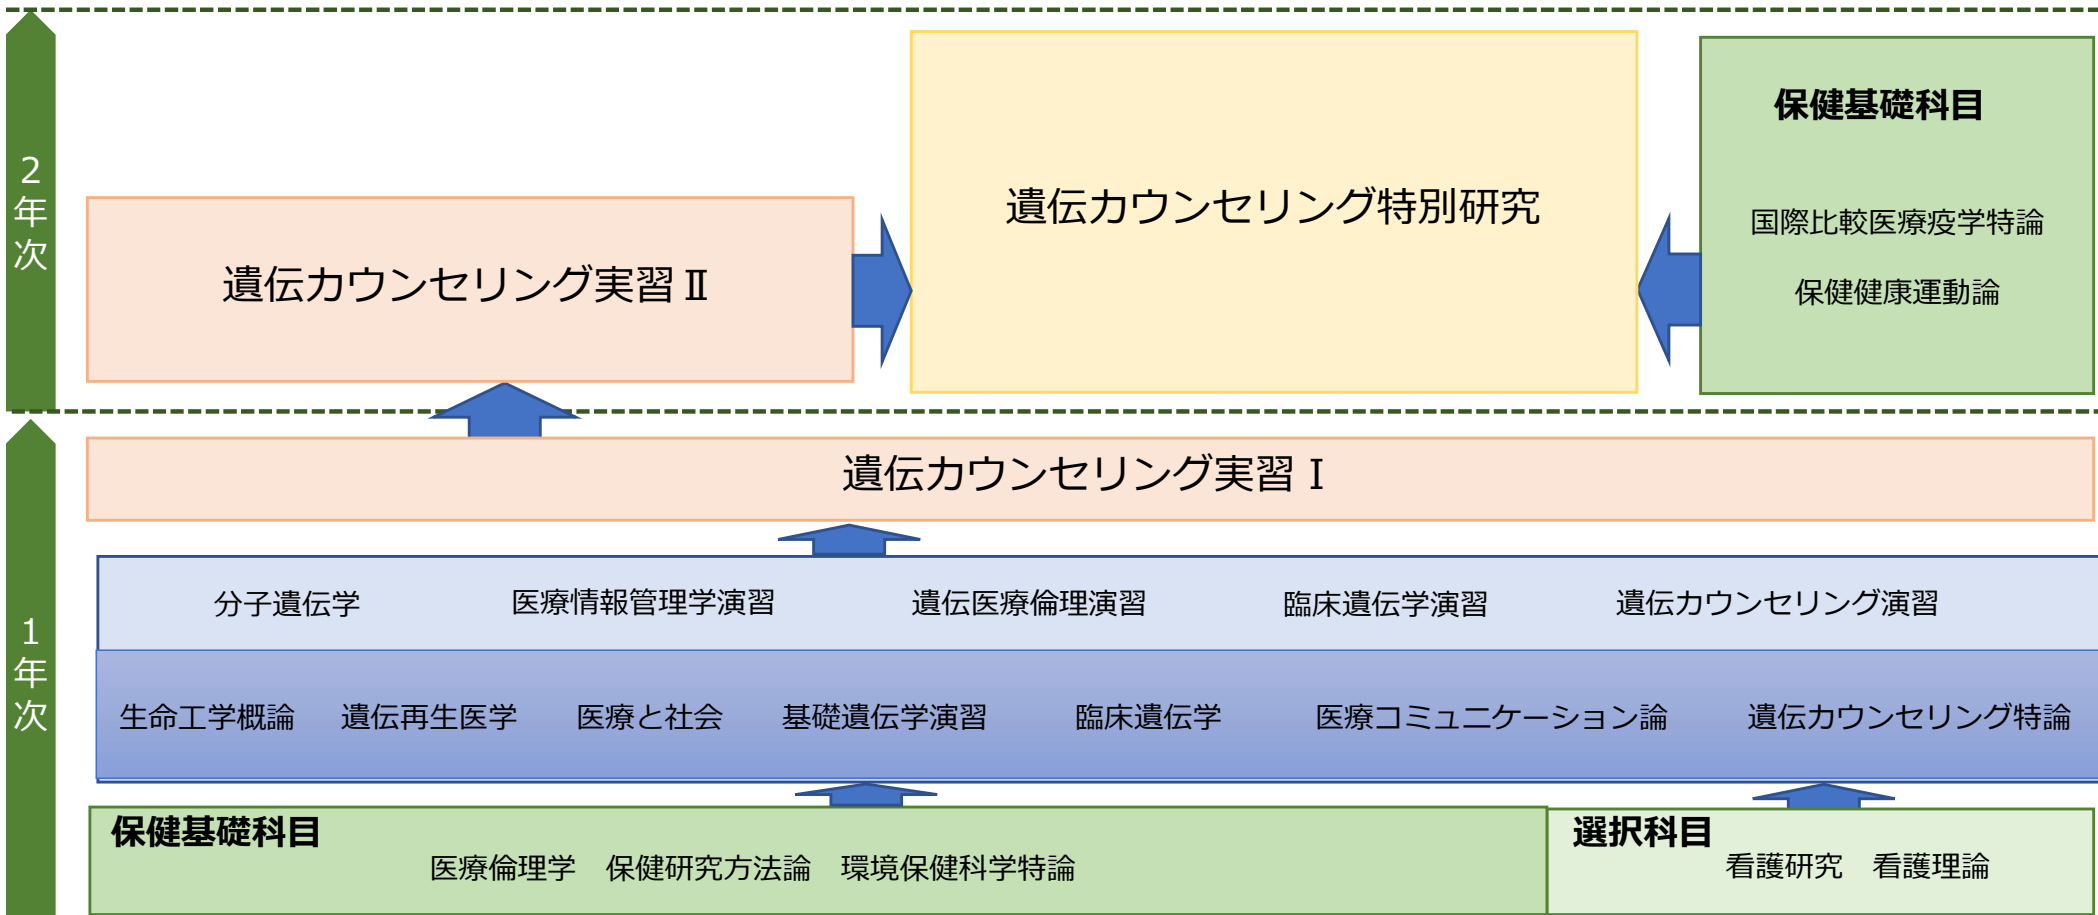 2年次
遺伝カウンセリング実習Ⅱ
遺伝カウンセリング特別研究
保健基礎科目
国際比較医療疫学特論
保健健康運動論
1年次
遺伝カウンセリング実習Ⅰ
分子遺伝学 医療情報管理学演習 遺伝医療倫理演習 臨床遺伝学演習 遺伝カウンセリング演習
生命工学概論 遺伝再生医学 医療と社会 基礎遺伝学演習 臨床遺伝学 医療コミュニケーション論 遺伝カウンセリング特論
保健基礎科目
医療倫理学 保健研究方法論 環境保健科学特論
選択科目
看護研究 看護理論